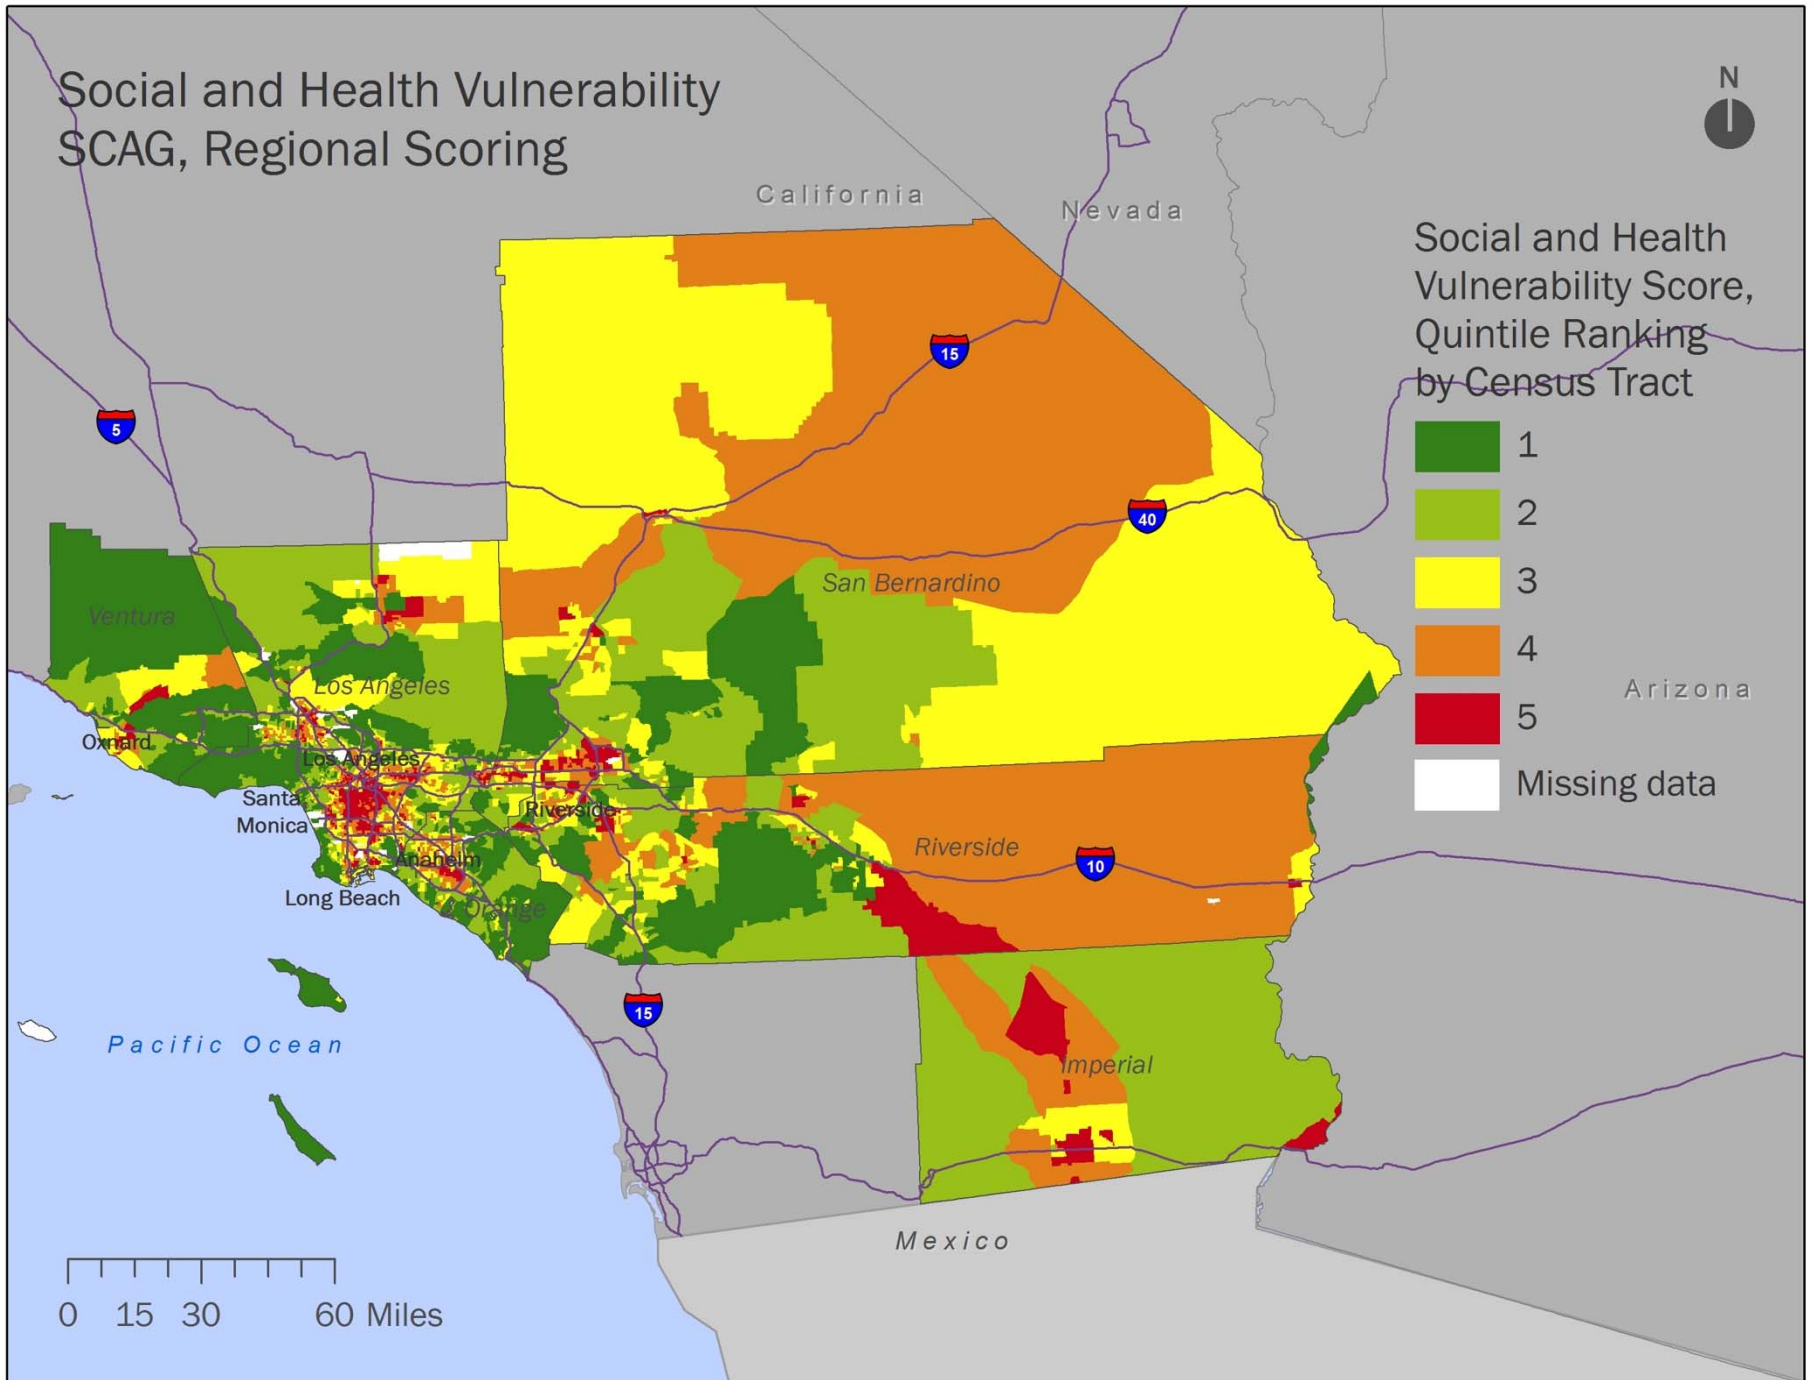 Social and Health Vulnerability
SCAG, Regional Scoring
N
California
Nevada
Social and Health
Vulnerability Score,
Quintile Ranking
by Census Tract
1
2
3
4
5
Missing data
15
5
40
San Bernardino
Ventura
Los Angeles
Arizona
Oxnard
Los Angeles
Santa
Monica
Riverside
Anaheim
Riverside
10
Long Beach
Orange
15
Pacific Ocean
Imperial
Mexico
0 15 30 60 Miles